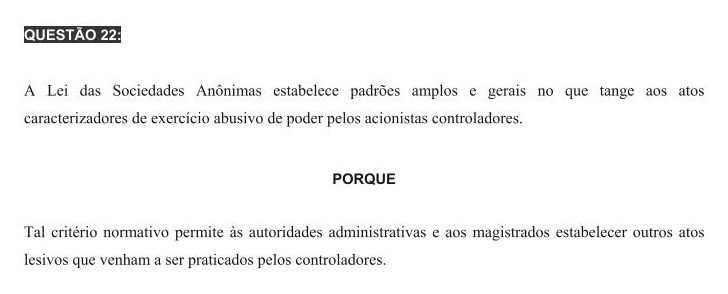 QUESTÃO 22:
A Lei das Sociedades Anônimas estabelece padrões amplos e gerais no que tange aos atos
caracterizadores de exercício abusivo de poder pelos acionistas controladores.
PORQUE
Tal critério normativo permite às autoridades administrativas e aos magistrados estabelecer outros atos
lesivos que venham a ser praticados pelos controladores.